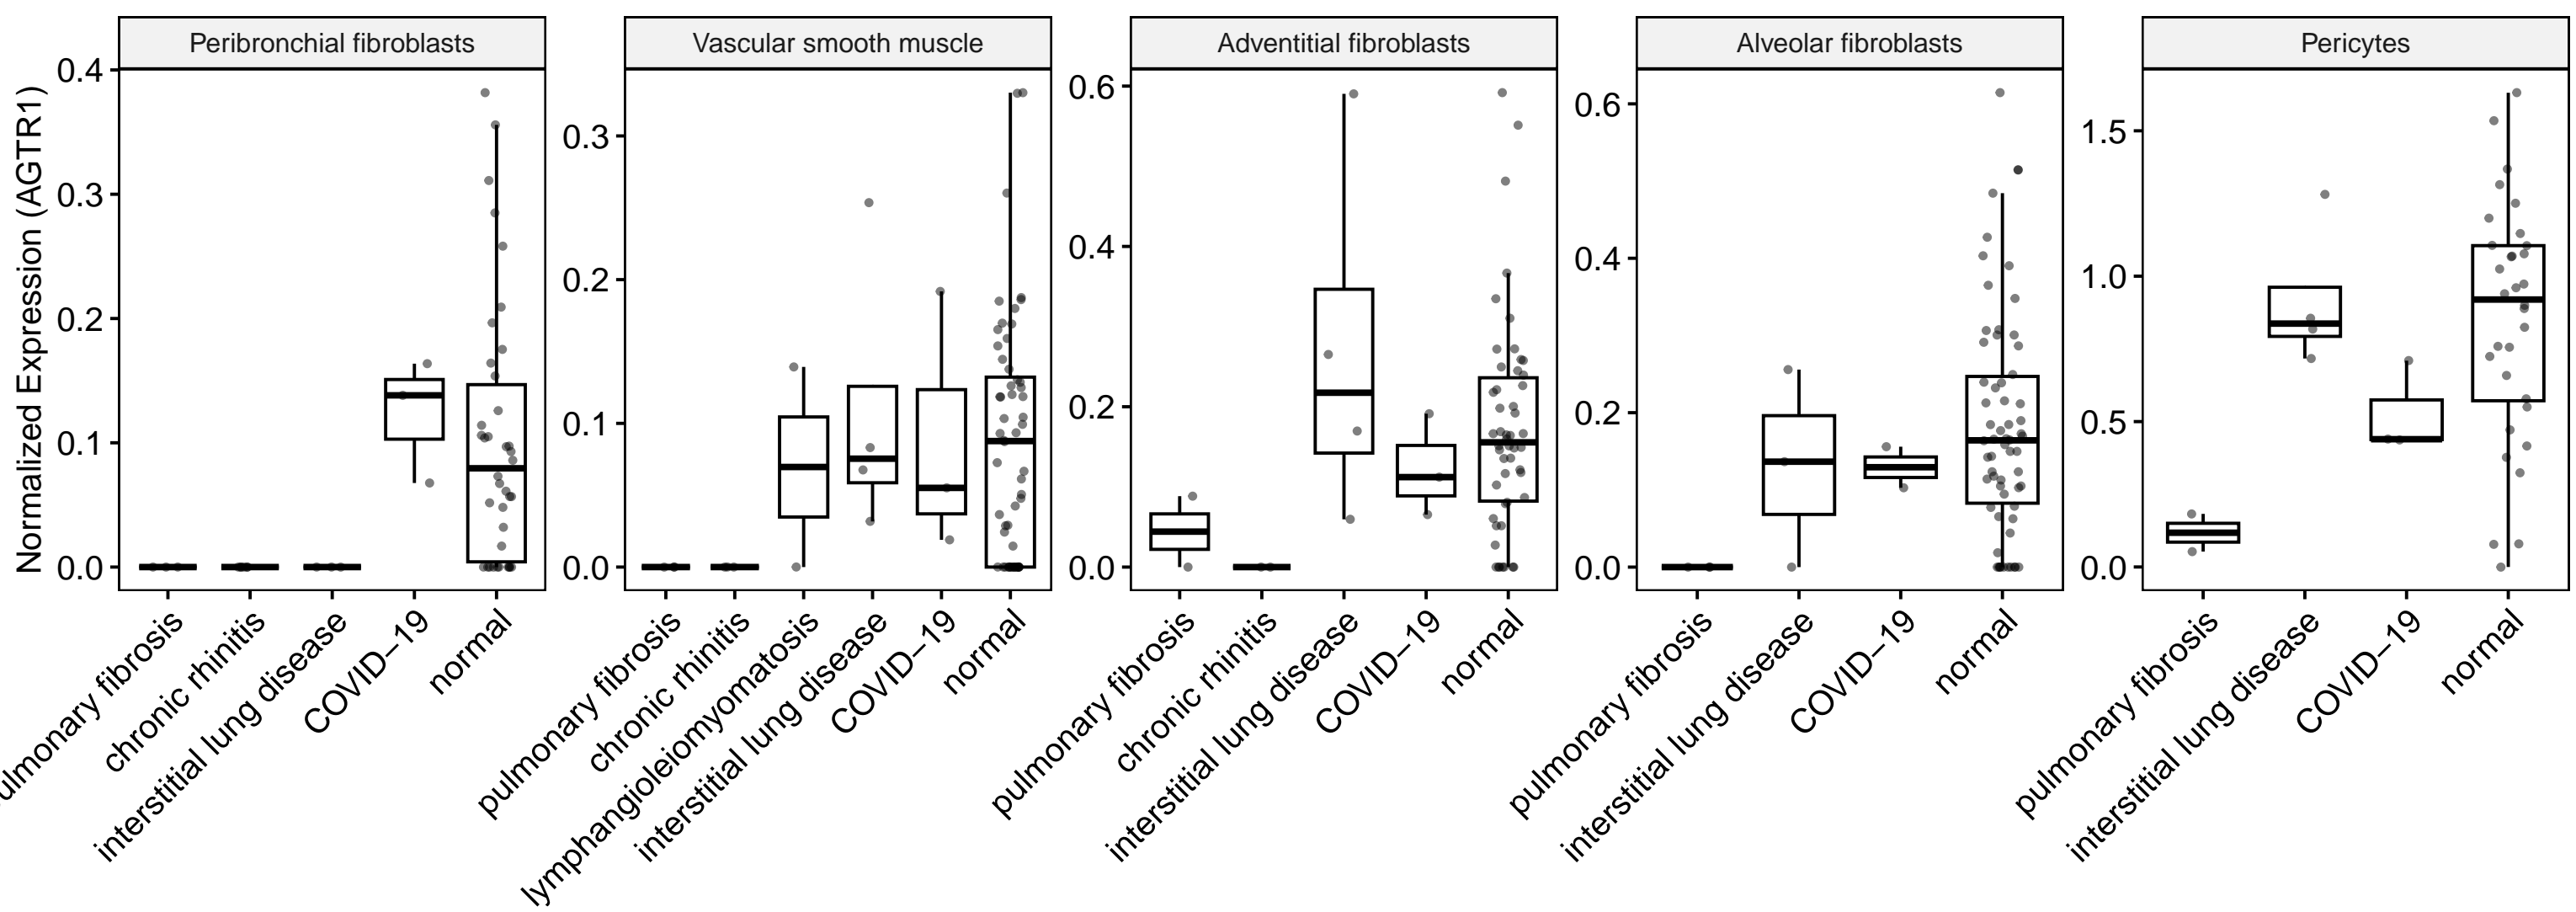 Peribronchial fibroblasts
Vascular smooth muscle
Adventitial fibroblasts
Alveolar fibroblasts
Pericytes
Normalized Expression (AGTR1)
0.4
0.3
0.2
0.1
0.0
0.3
0.2
0.1
0.0
0.6
0.4
0.2
0.0
0.6
0.4
0.2
0.0
1.5
1.0
0.5
0.0
ulmonary fibrosis
chronic rhinitis
interstitial lung disease
COVID−19
normal
pulmonary fibrosis
chronic rhinitis
lymphangioleiomyomatosis
interstitial lung disease
COVID−19
normal
pulmonary fibrosis
chronic rhinitis
interstitial lung disease
COVID−19
normal
pulmonary fibrosis
interstitial lung disease
COVID−19
normal
pulmonary fibrosis
interstitial lung disease
COVID−19
normal